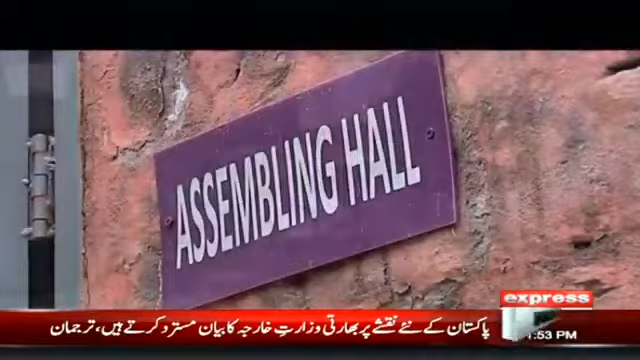 ASSEMBLING HALL
express
1:53 PM
پاکستان کے نئے نقشے پر بھارتی وزارتِ خارجہ کا بیان مسترد کرتے ہیں، ترجمان